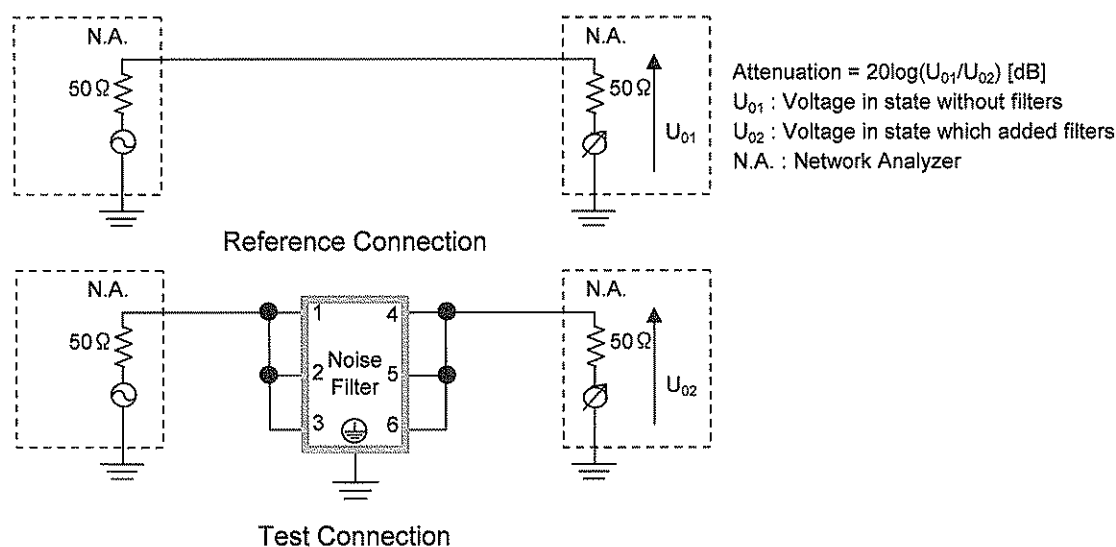 N.A.
N.A.
50Ω
50Ω
U01
Attenuation = 20log(U01/U02) [dB]
U01 : Voltage in state without filters
U02 : Voltage in state which added filters
N.A. : Network Analyzer
Reference Connection
N.A.
N.A.
50Ω
1
4
2
Noise
Filter
5
3
6
50Ω
U02
Test Connection